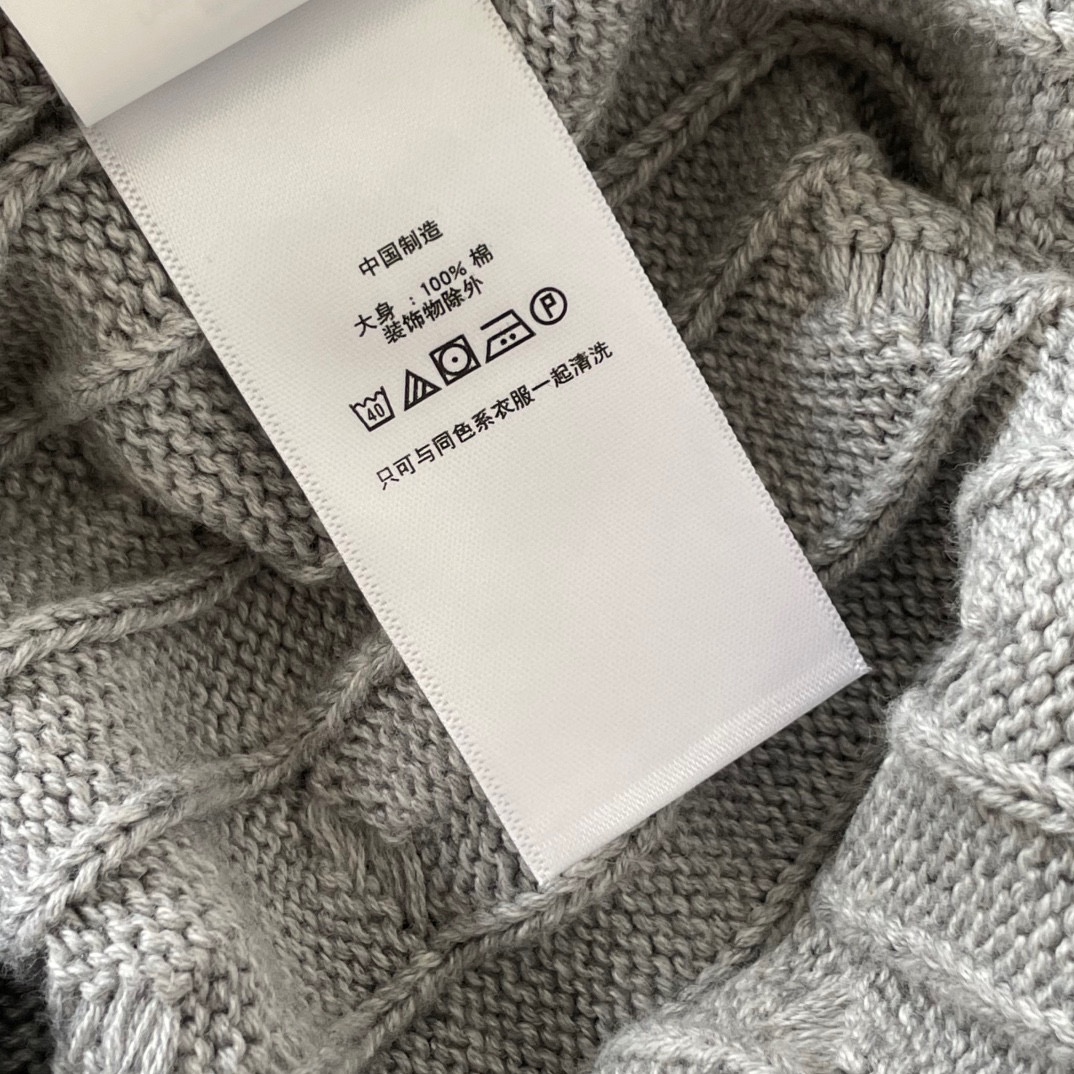 中国制造
大身 : 100% 棉
装饰物除外
40 P
只可与同色系衣服一起清洗